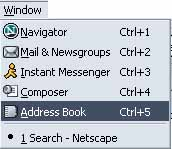 Window
Navigator Ctrl+1
Mail & Newsgroups Ctrl+2
Instant Messenger Ctrl+3
Composer Ctrl+4
Address Book Ctrl+5
• 1 Search - Netscape